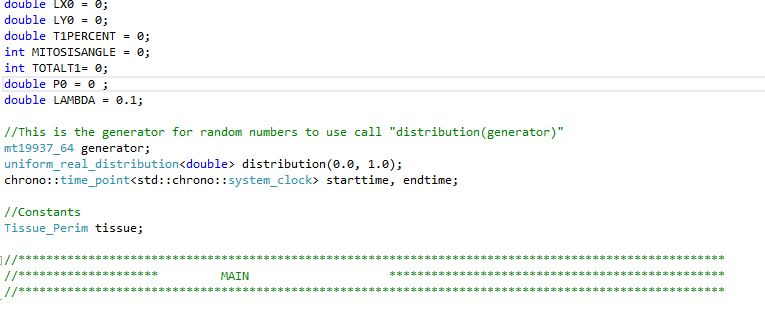 double LX0 = 0;
double LY0 = 0;
double T1PERCENT = 0;
int MITOSISANGLE = 0;
int TOTALT1= 0;
double P0 = 0 ;
double LAMBDA = 0.1;
//This is the generator for random numbers to use call "distribution(generator)"
mt19937_64 generator;
uniform_real_distribution<double> distribution(0.0, 1.0);
chrono::time_point<std::chrono::system_clock> starttime, endtime;
//Constants
Tissue_Perim tissue;
//*****************************************************************************************************
//******************** MAIN ************************************************
//*****************************************************************************************************